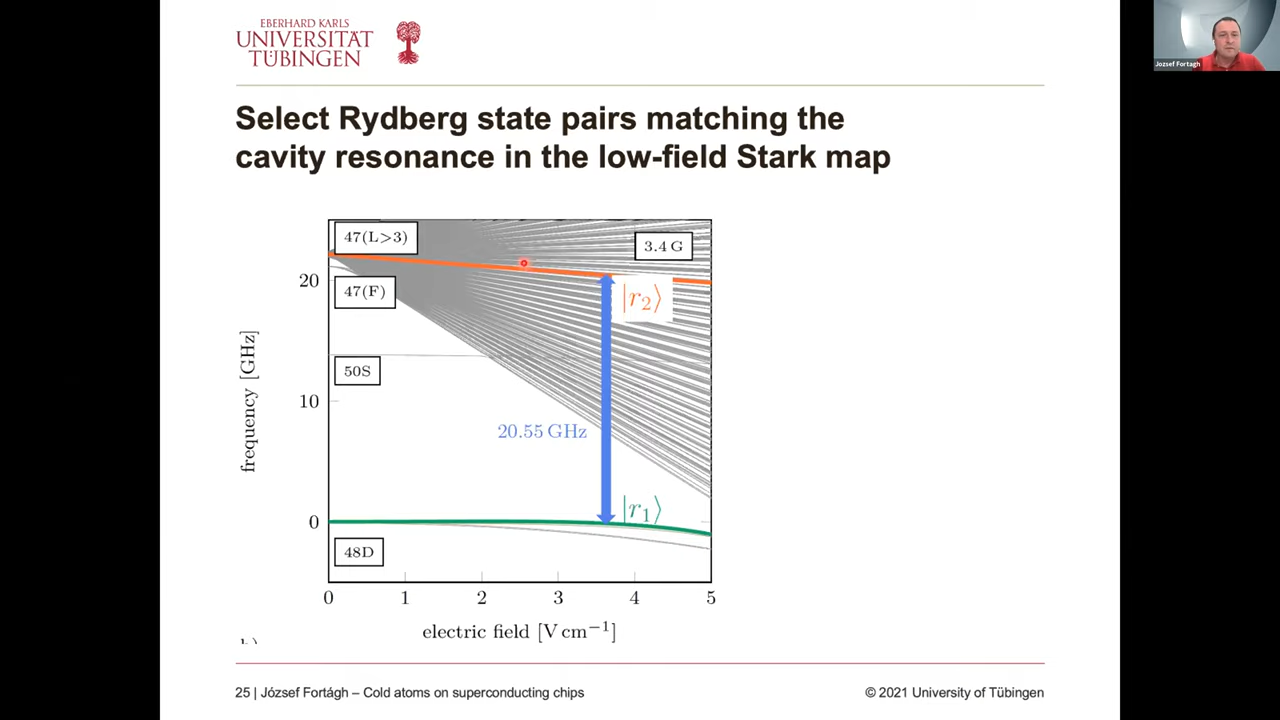 EBERHARD KARLS
UNIVERSITÄT
TÜBINGEN
Jozsef Fortagh
Select Rydberg state pairs matching the
cavity resonance in the low-field Stark map
47(L>3)
3.4 G
20
47(F)
|r₂⟩
50S
frequency [GHz]
10
20.55 GHz
|r₁⟩
0
48D
0 1 2 3 4 5
electric field [V cm⁻¹]
25 | József Fortágh – Cold atoms on superconducting chips
© 2021 University of Tübingen